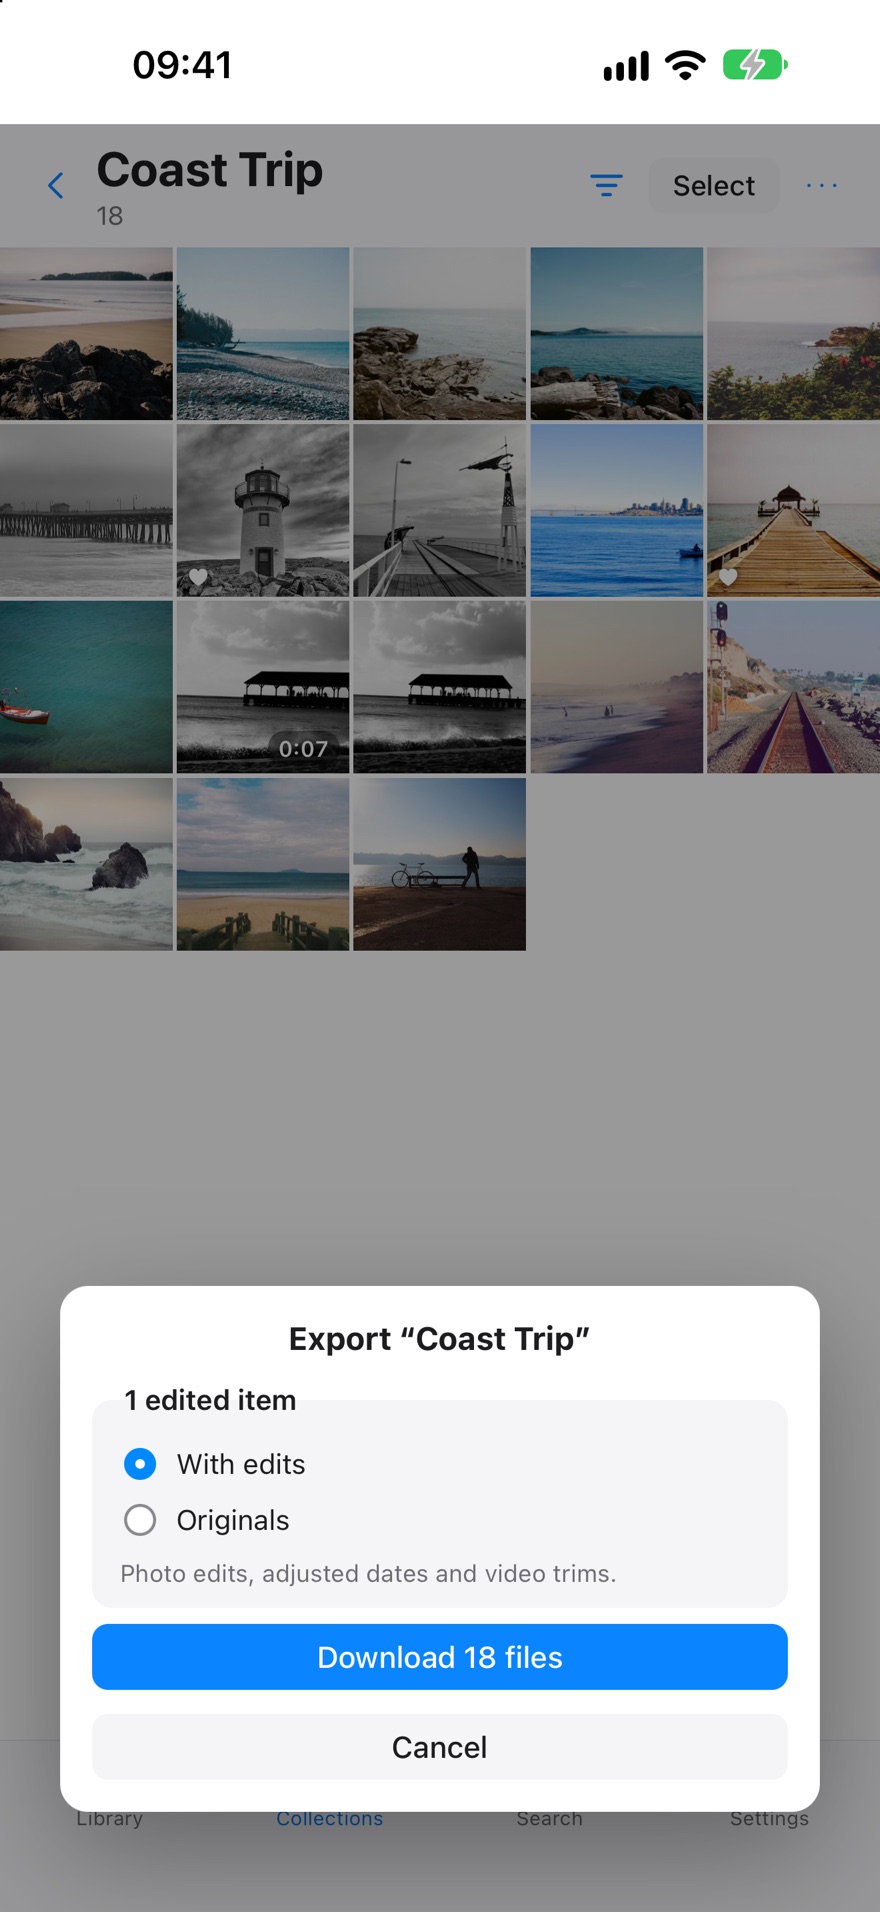 09:41
Coast Trip
18
Select
0:07
Export “Coast Trip”
1 edited item
With edits
Originals
Photo edits, adjusted dates and video trims.
Download 18 files
Cancel
Library
Collections
Search
Settings